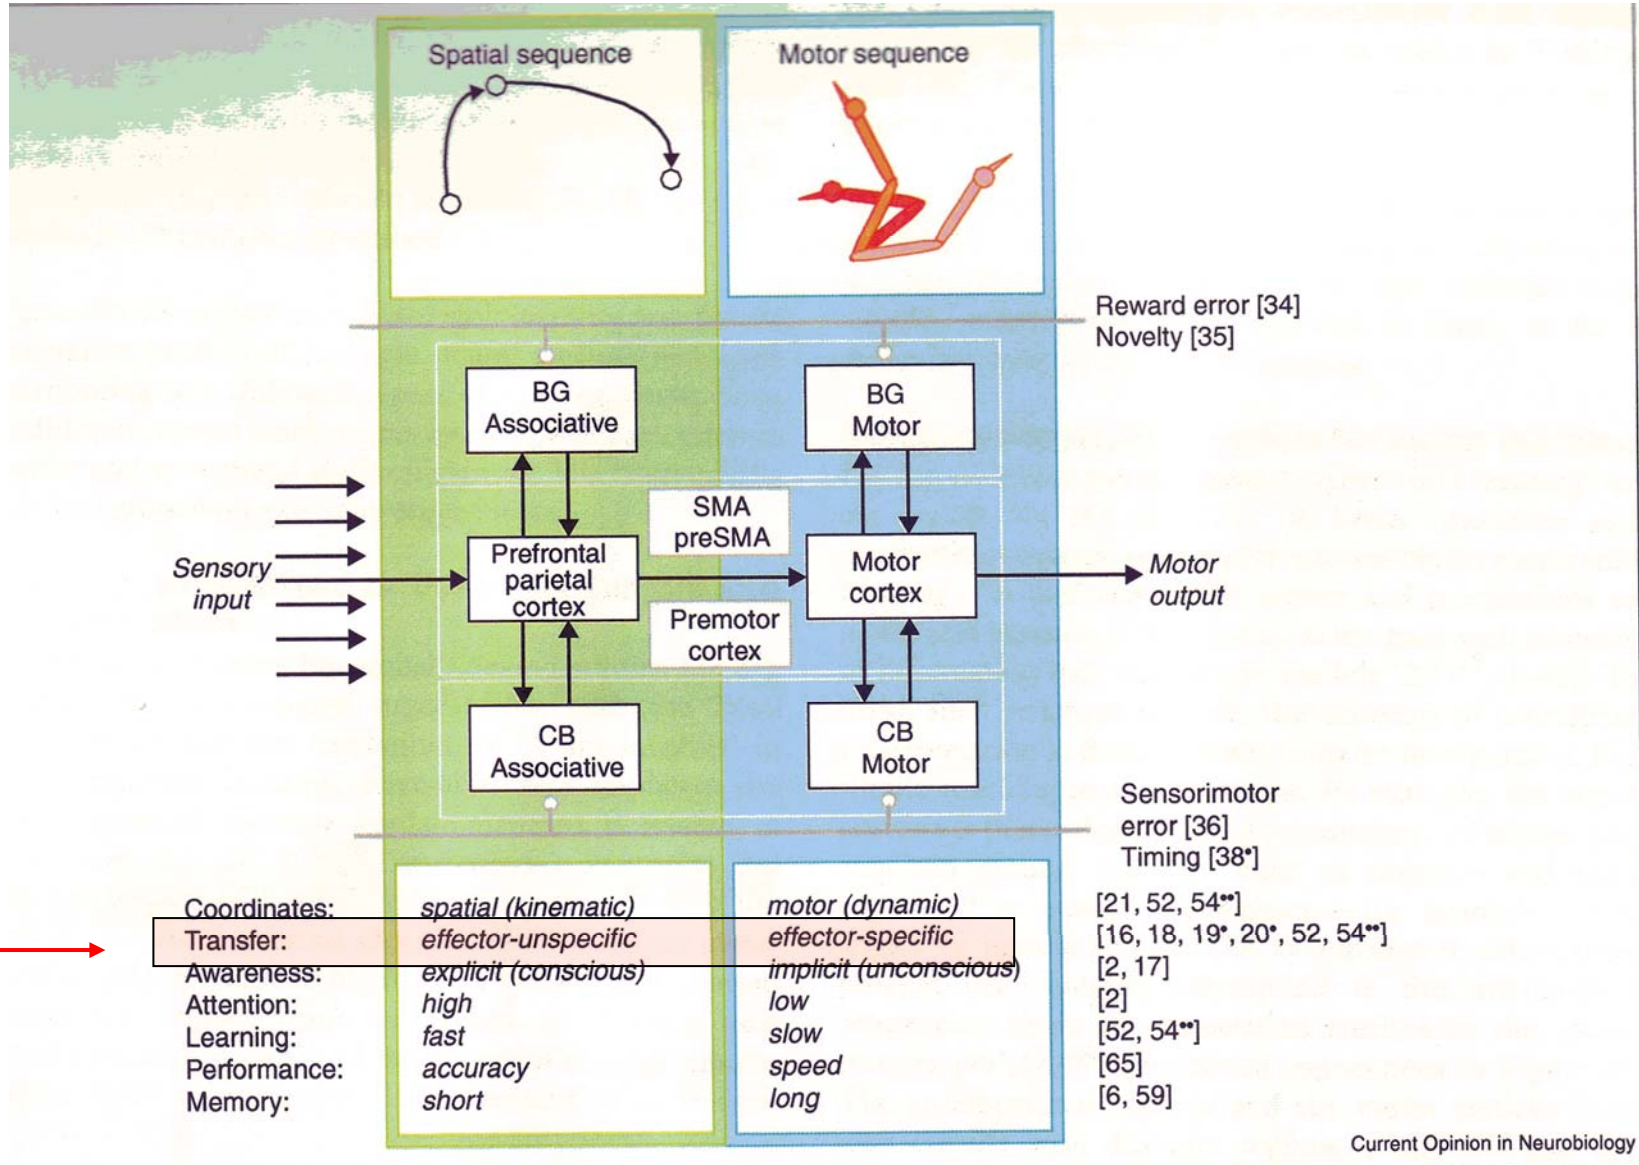 Spatial sequence
Motor sequence
Reward error [34]
Novelty [35]
BG
Associative
BG
Motor
SMA
preSMA
Sensory
input
Prefrontal
parietal
cortex
Motor
cortex
Motor
output
Premotor
cortex
CB
Associative
CB
Motor
Sensorimotor
error [36]
Timing [38•]
Coordinates: spatial (kinematic) motor (dynamic) [21, 52, 54••]
Transfer: effector-unspecific effector-specific [16, 18, 19•, 20•, 52, 54••]
Awareness: explicit (conscious) implicit (unconscious) [2, 17]
Attention: high low [2]
Learning: fast slow [52, 54••]
Performance: accuracy speed [65]
Memory: short long [6, 59]
Current Opinion in Neurobiology